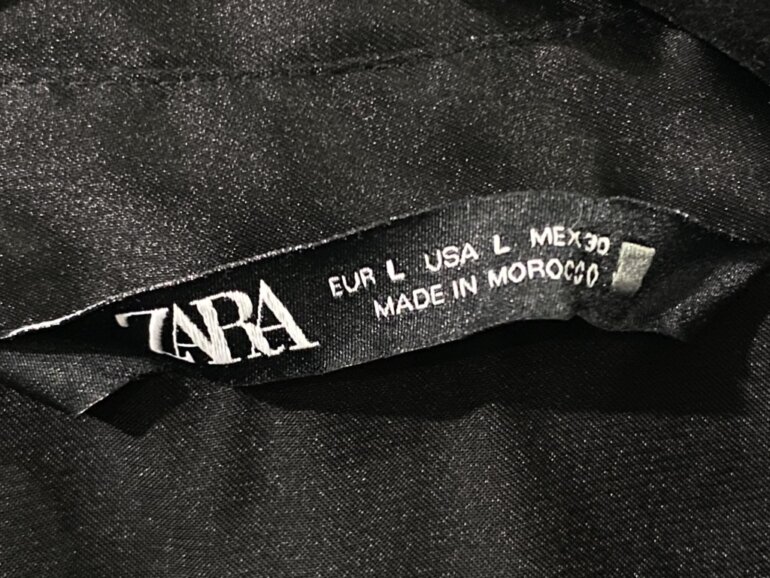 ZARA
EUR L USA L MEX30
MADE IN MOROCCO